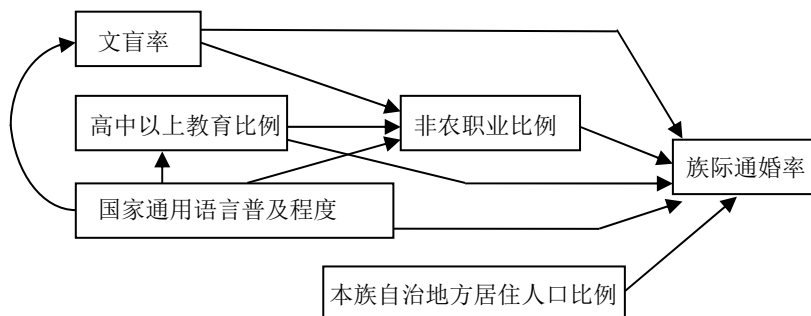 文盲率
高中以上教育比例
非农职业比例
族际通婚率
国家通用语言普及程度
本族自治地方居住人口比例